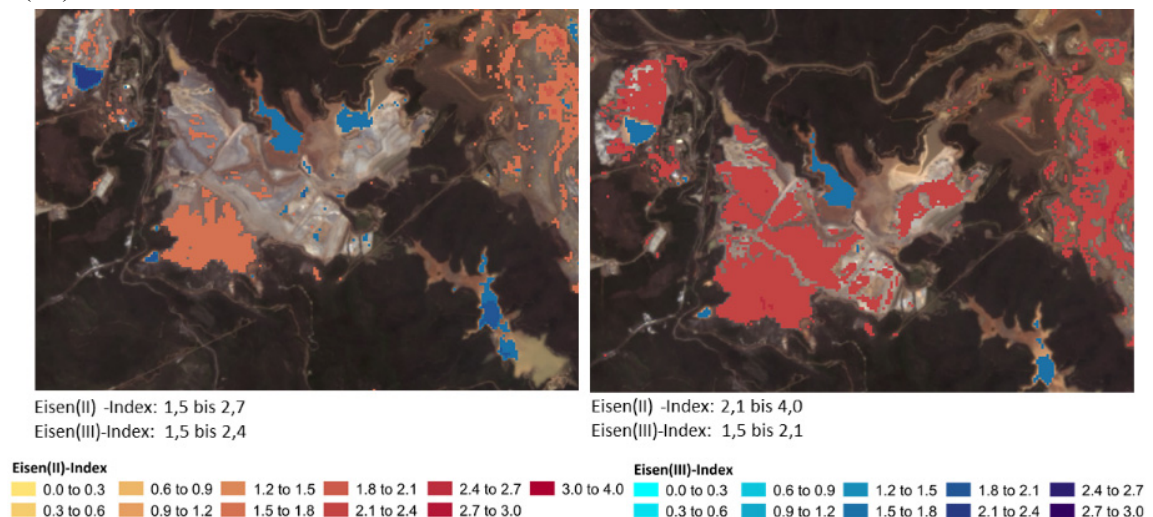 Eisen(II) -Index: 1,5 bis 2,7
Eisen(III)-Index: 1,5 bis 2,4
Eisen(II) -Index: 2,1 bis 4,0
Eisen(III)-Index: 1,5 bis 2,1
Eisen(II)-Index
0.0 to 0.3 0.6 to 0.9 1.2 to 1.5 1.8 to 2.1 2.4 to 2.7 3.0 to 4.0
0.3 to 0.6 0.9 to 1.2 1.5 to 1.8 2.1 to 2.4 2.7 to 3.0
Eisen(III)-Index
0.0 to 0.3 0.6 to 0.9 1.2 to 1.5 1.8 to 2.1 2.4 to 2.7
0.3 to 0.6 0.9 to 1.2 1.5 to 1.8 2.1 to 2.4 2.7 to 3.0